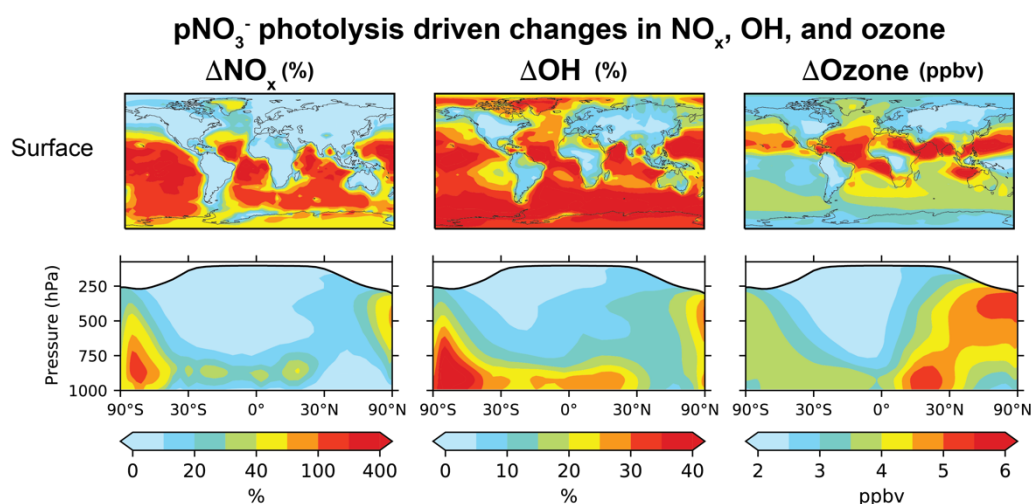 pNO₃⁻ photolysis driven changes in NOₓ, OH, and ozone
ΔNOₓ (%) ΔOH (%) ΔOzone (ppbv)
Surface
Pressure (hPa)
250
500
750
1000
90°S 30°S 0° 30°N 90°N 90°S 30°S 0° 30°N 90°N 90°S 30°S 0° 30°N 90°N
0 20 40 100 400 0 10 20 30 40 2 3 4 5 6
% % ppbv